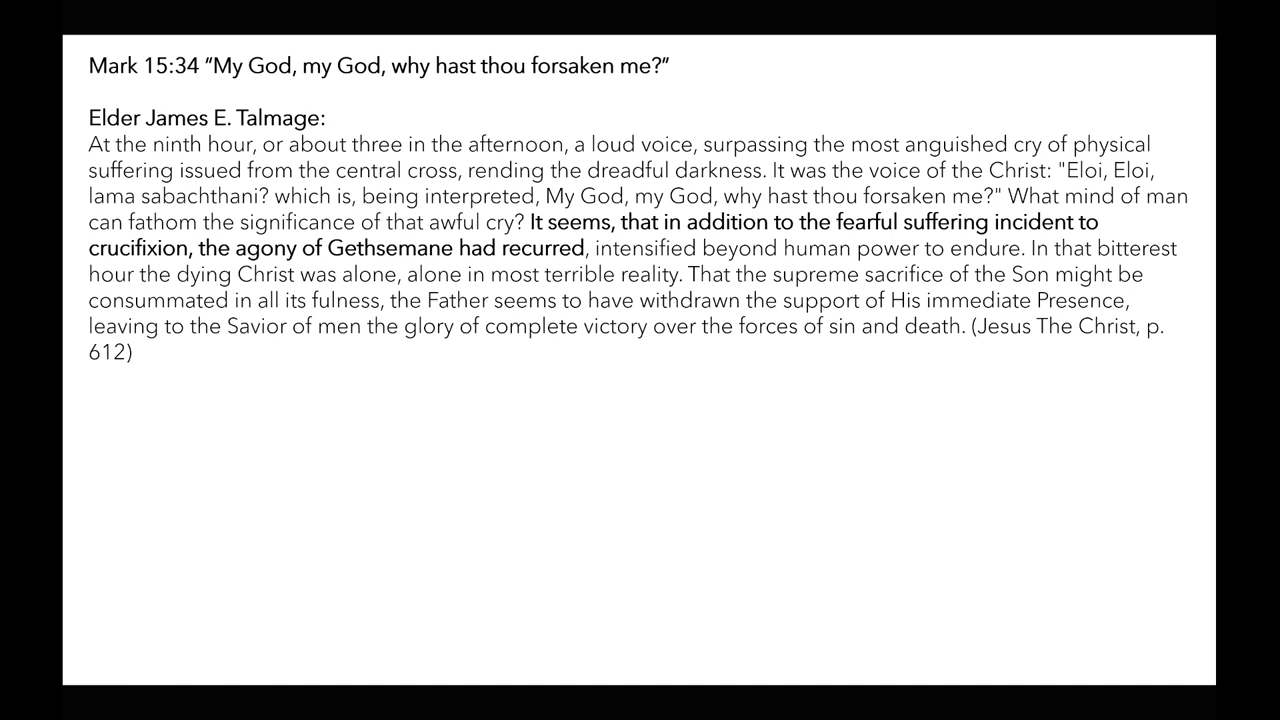 Mark 15:34 “My God, my God, why hast thou forsaken me?”
Elder James E. Talmage:
At the ninth hour, or about three in the afternoon, a loud voice, surpassing the most anguished cry of physical
suffering issued from the central cross, rending the dreadful darkness. It was the voice of the Christ: "Eloi, Eloi,
lama sabachthani? which is, being interpreted, My God, my God, why hast thou forsaken me?" What mind of man
can fathom the significance of that awful cry? It seems, that in addition to the fearful suffering incident to
crucifixion, the agony of Gethsemane had recurred, intensified beyond human power to endure. In that bitterest
hour the dying Christ was alone, alone in most terrible reality. That the supreme sacrifice of the Son might be
consummated in all its fulness, the Father seems to have withdrawn the support of His immediate Presence,
leaving to the Savior of men the glory of complete victory over the forces of sin and death. (Jesus The Christ, p.
612)